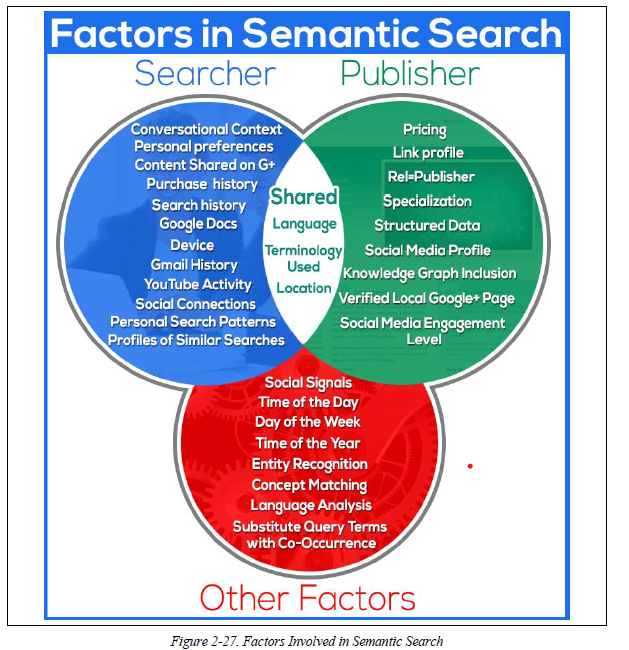 Factors in Semantic Search
Searcher
Publisher
Conversational Context
Personal preferences
Content Shared on G+
Purchase history
Search history
Google Docs
Device
Gmail History
YouTube Activity
Social Connections
Personal Search Patterns
Profiles of Similar Searches
Shared
Language
Terminology
Used
Location
Pricing
Link profile
Rel=Publisher
Specialization
Structured Data
Social Media Profile
Knowledge Graph Inclusion
Verified Local Google+ Page
Social Media Engagement
Level
Social Signals
Time of the Day
Day of the Week
Time of the Year
Entity Recognition
Concept Matching
Language Analysis
Substitute Query Terms
with Co-Occurrence
Other Factors
Figure 2-27. Factors Involved in Semantic Search